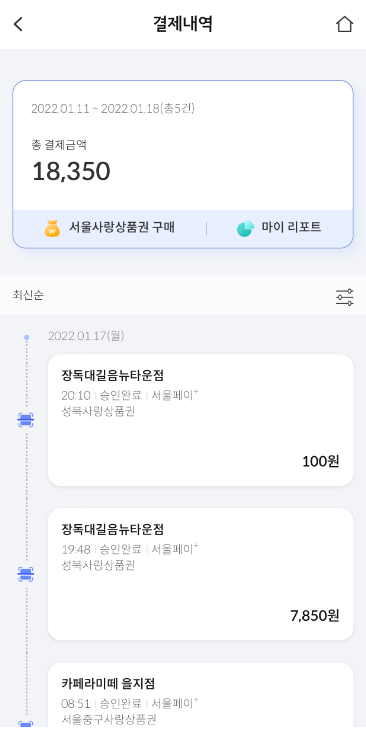 결제내역
2022.01.11 ~ 2022.01.18(총5건)
총 결제금액
18,350
서울사랑상품권 구매 | 마이 리포트
최신순
2022.01.17(월)
장독대길음뉴타운점
20:10 | 승인완료 | 서울페이+
성북사랑상품권
100원
장독대길음뉴타운점
19:48 | 승인완료 | 서울페이+
성북사랑상품권
7,850원
카페라미떼 을지점
08:51 | 승인완료 | 서울페이+
서울중구사랑상품권